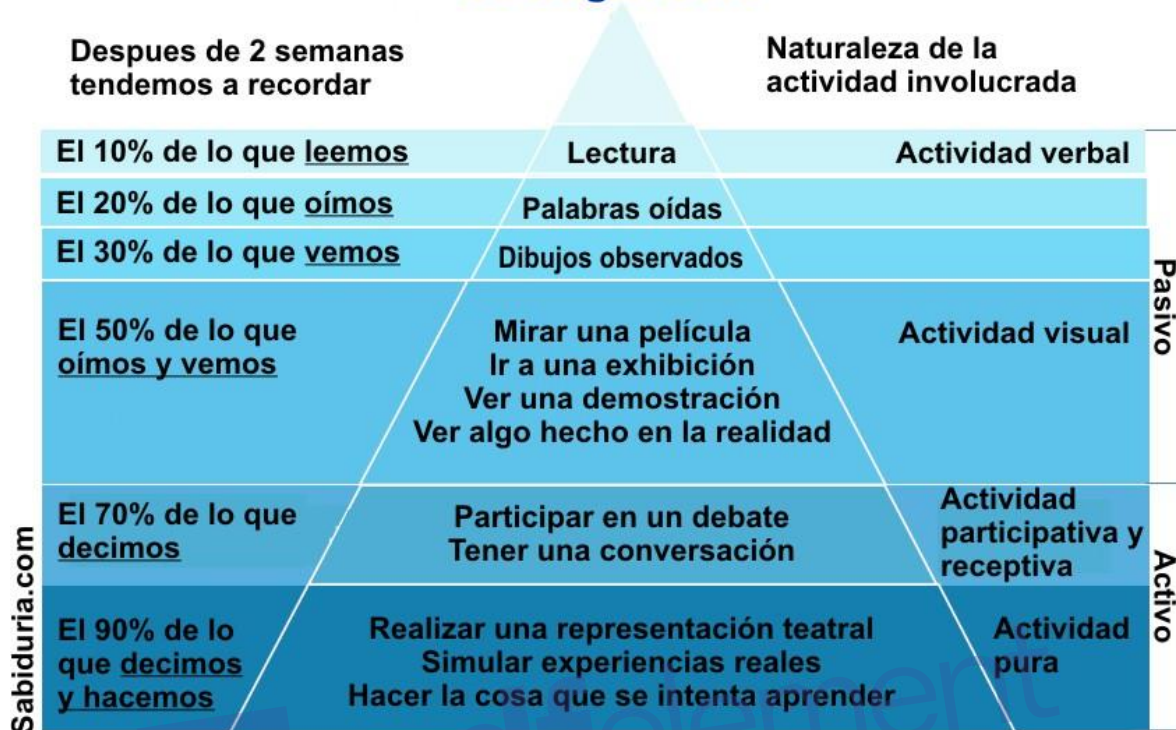 Despues de 2 semanas
tendemos a recordar
Naturaleza de la
actividad involucrada
El 10% de lo que leemos
Lectura
Actividad verbal
El 20% de lo que oímos
Palabras oídas
El 30% de lo que vemos
Dibujos observados
El 50% de lo que
oímos y vemos
Mirar una película
Ir a una exhibición
Ver una demostración
Ver algo hecho en la realidad
Actividad visual
Pasivo
El 70% de lo que
decimos
Participar en un debate
Tener una conversación
Actividad
participativa y
receptiva
El 90% de lo
que decimos
y hacemos
Realizar una representación teatral
Simular experiencias reales
Hacer la cosa que se intenta aprender
Actividad
pura
Activo
Sabiduria.com